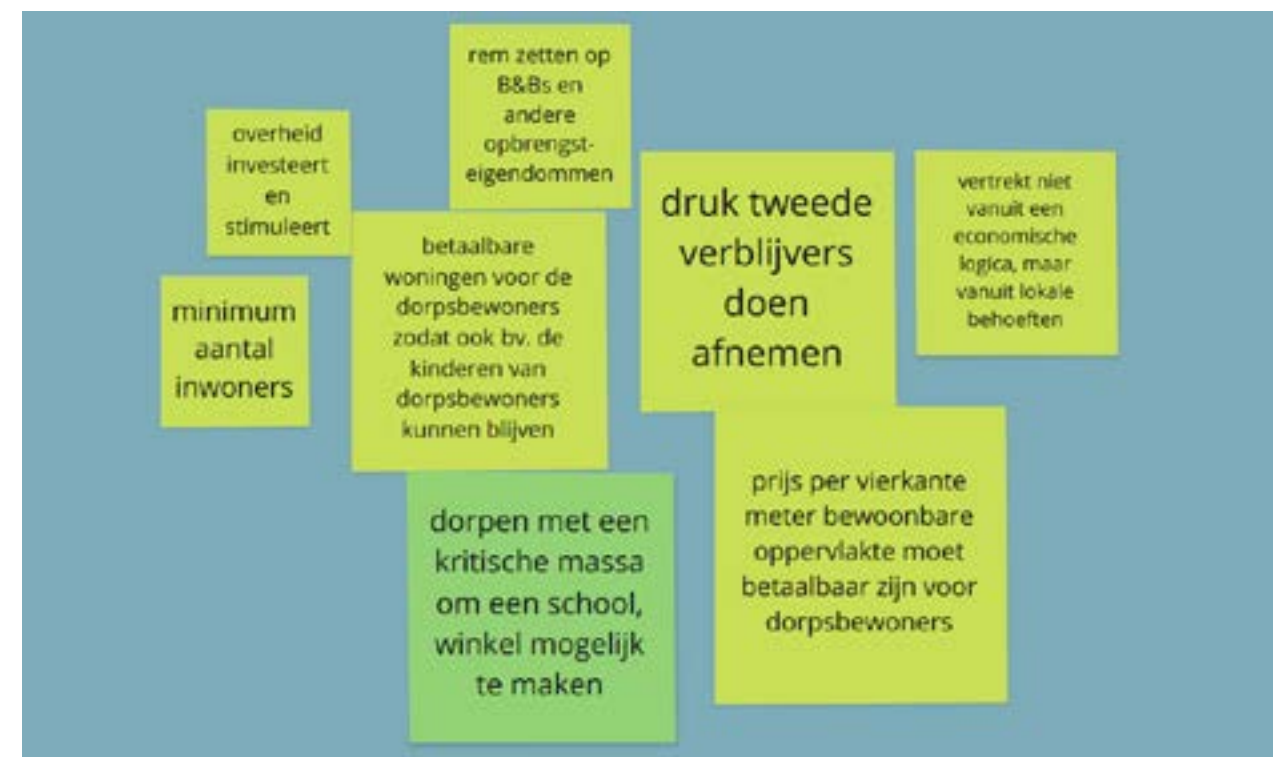 rem zetten op
B&Bs en
andere
opbrengst-
eigendommen
overheid
investeert
en
stimuleert
druk tweede
verblijvers
doen
afnemen
vertrekt niet
vanuit een
economische
logica, maar
vanuit lokale
behoeften
betaalbare
woningen voor de
dorpsbewoners
zodat ook bv. de
kinderen van
dorpsbewoners
kunnen blijven
minimum
aantal
inwoners
dorpen met een
kritische massa
om een school,
winkel mogelijk
te maken
prijs per vierkante
meter bewoonbare
oppervlakte moet
betaalbaar zijn voor
dorpsbewoners